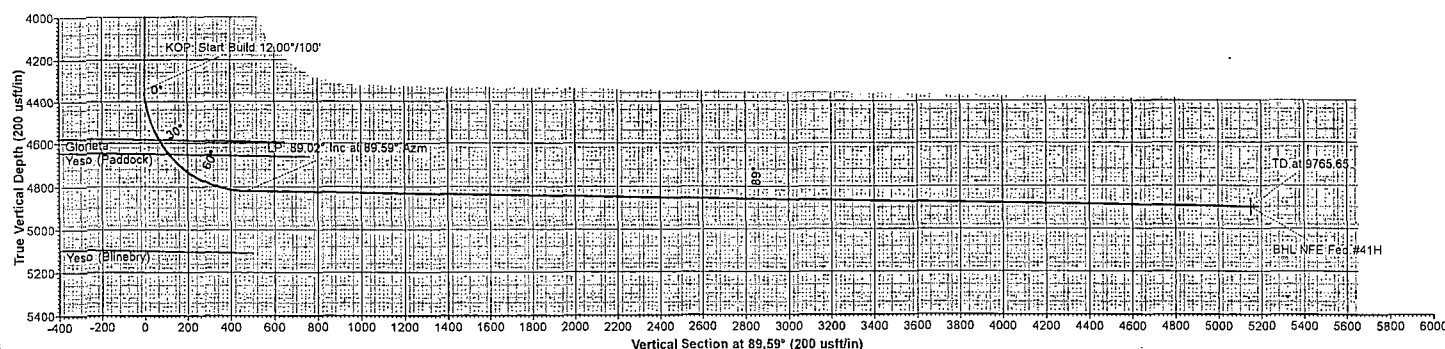 4000
4200
4400
4600
4800
5000
5200
5400
True Vertical Depth (200 usft/in)
KOP: Start Build 12.00°/100'
0°
30°
60°
Glorieta
Yeso (Paddock)
LP: 89.02° Inc at 89.59° Azm
89°
TD at 9765.65
BHL NFE Fed #41H
Yeso (Blinebry)
-400 -200 0 200 400 600 800 1000 1200 1400 1600 1800 2000 2200 2400 2600 2800 3000 3200 3400 3600 3800 4000 4200 4400 4600 4800 5000 5200 5400 5600 5800 6000
Vertical Section at 89.59° (200 usft/in)